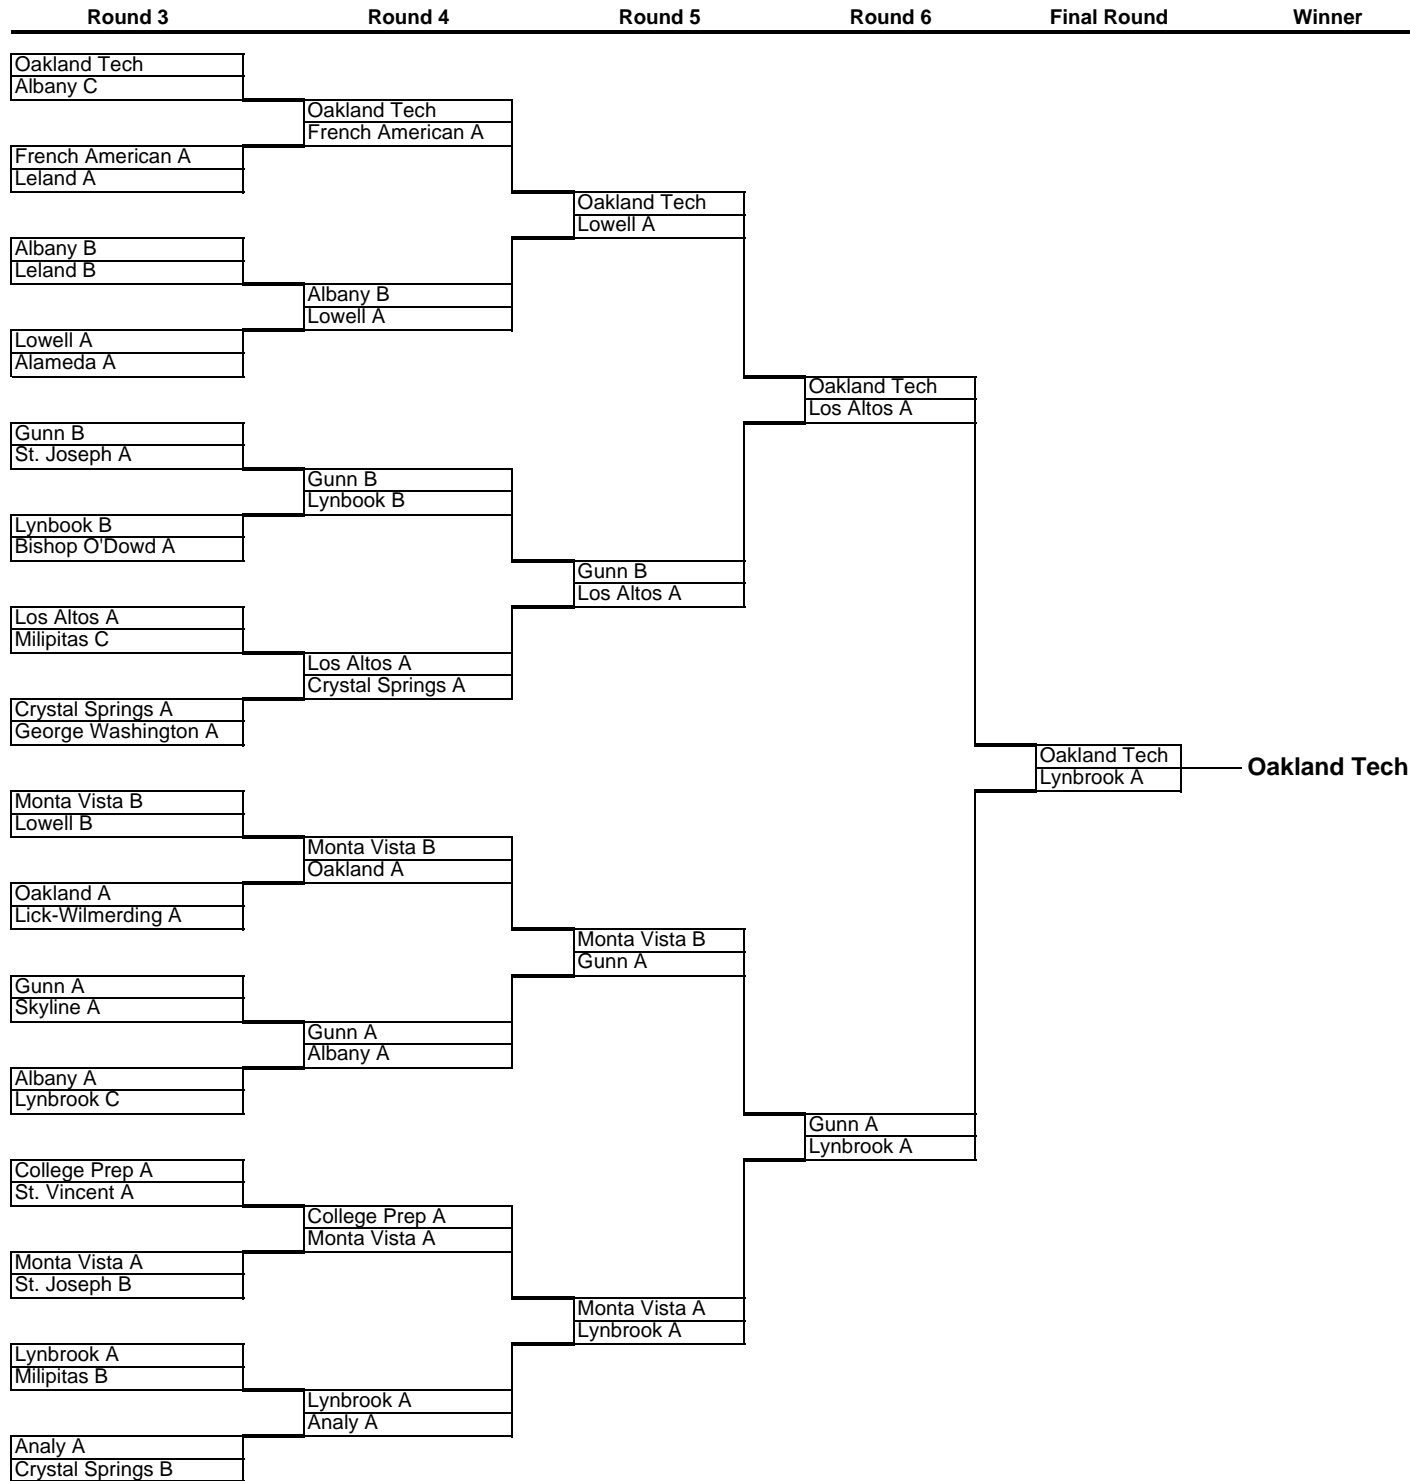 Round 3 Round 4 Round 5 Round 6 Final Round Winner
Oakland Tech
Albany C
Oakland Tech
French American A
French American A
Leland A
Oakland Tech
Lowell A
Albany B
Leland B
Albany B
Lowell A
Lowell A
Alameda A
Oakland Tech
Los Altos A
Gunn B
St. Joseph A
Gunn B
Lynbook B
Lynbook B
Bishop O'Dowd A
Gunn B
Los Altos A
Los Altos A
Milipitas C
Los Altos A
Crystal Springs A
Crystal Springs A
George Washington A
Oakland Tech
Lynbrook A
Oakland Tech
Monta Vista B
Lowell B
Monta Vista B
Oakland A
Oakland A
Lick-Wilmerding A
Monta Vista B
Gunn A
Gunn A
Skyline A
Gunn A
Albany A
Albany A
Lynbrook C
Gunn A
Lynbrook A
College Prep A
St. Vincent A
College Prep A
Monta Vista A
Monta Vista A
St. Joseph B
Monta Vista A
Lynbrook A
Lynbrook A
Milipitas B
Lynbrook A
Analy A
Analy A
Crystal Springs B